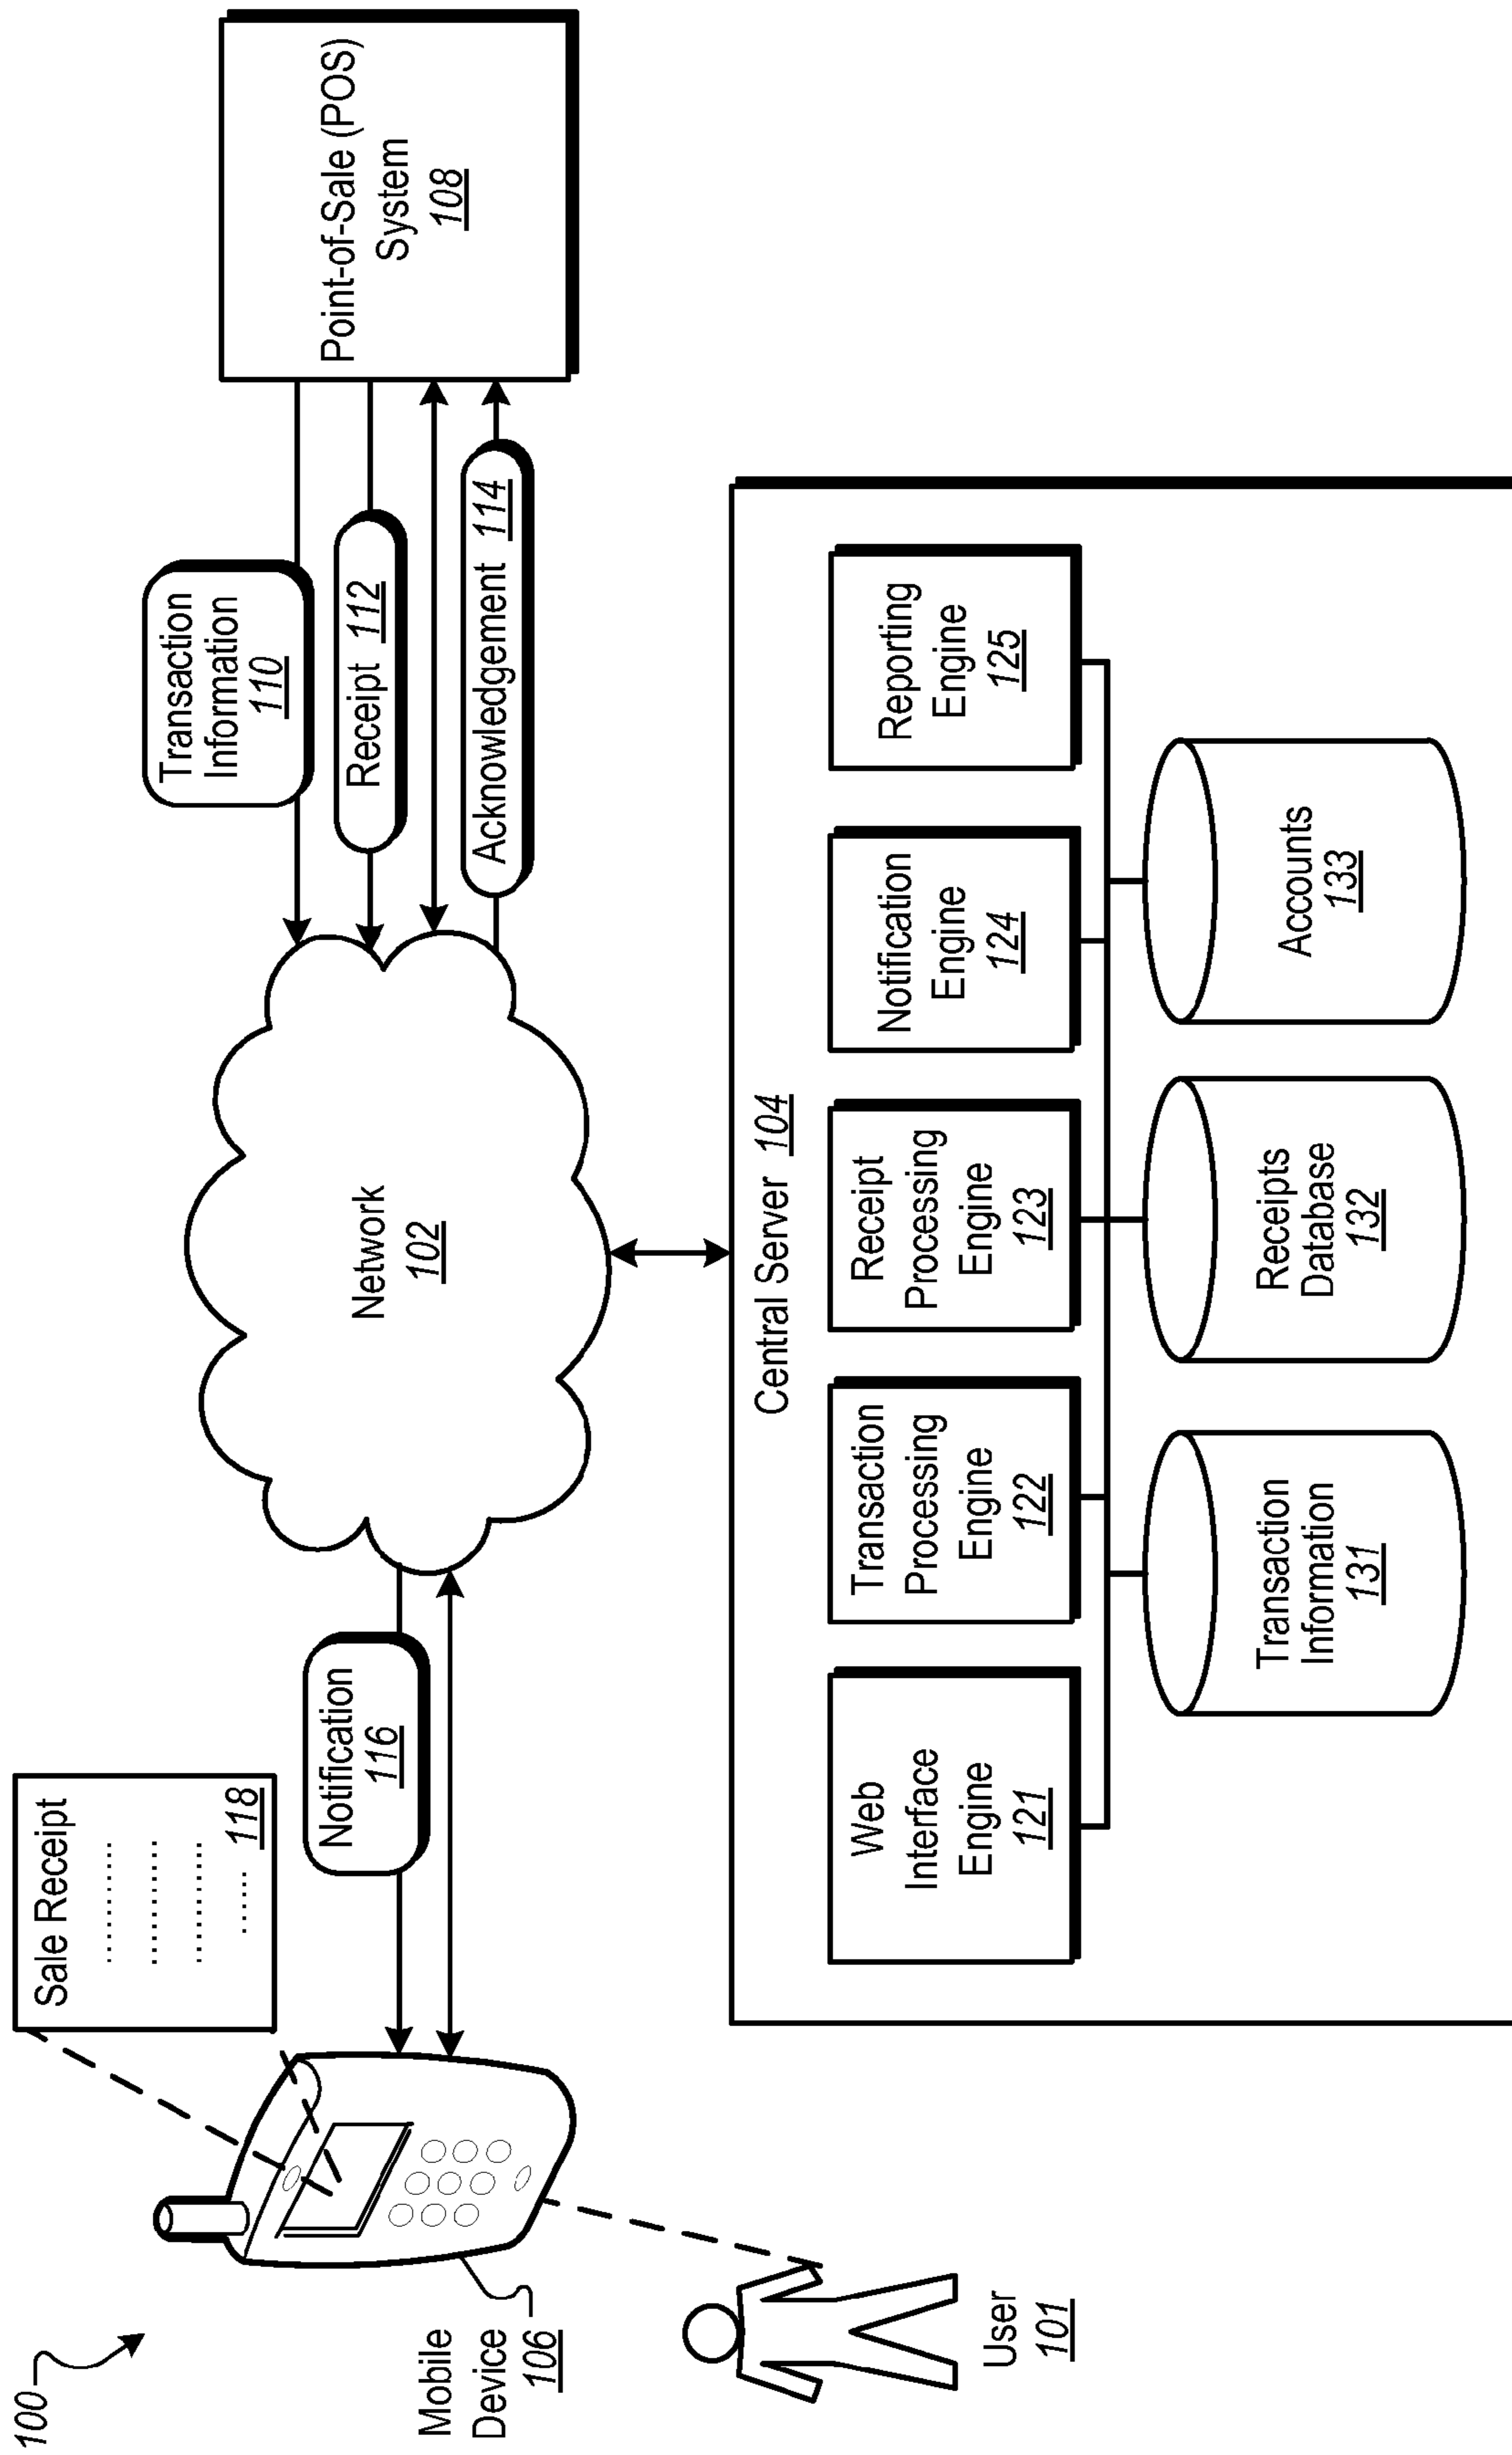 100
Sale Receipt
118
Mobile
Device
106
User
101
Notification
116
Network
102
Transaction
Information
110
Receipt 112
Acknowledgement 114
Point-of-Sale (POS)
System
108
Central Server 104
Web
Interface
Engine
121
Transaction
Processing
Engine
122
Receipt
Processing
Engine
123
Notification
Engine
124
Reporting
Engine
125
Transaction
Information
131
Receipts
Database
132
Accounts
133